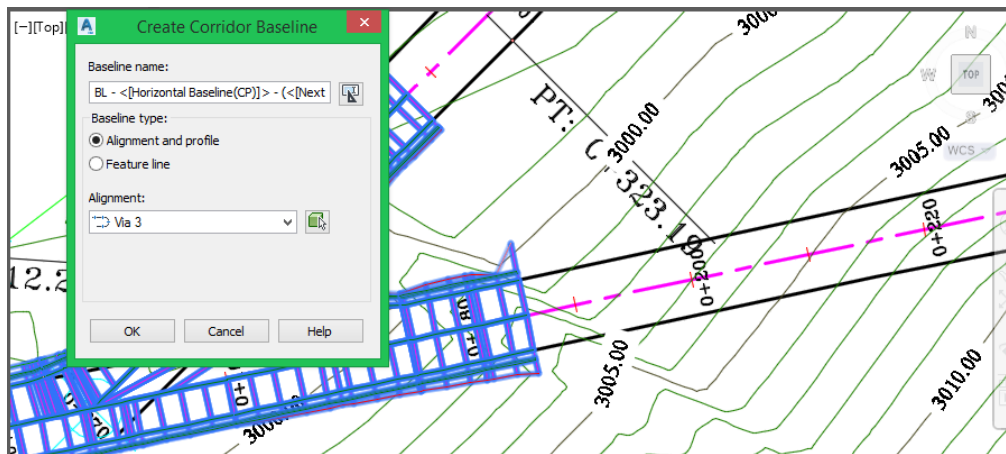 [−][Top]
Create Corridor Baseline
Baseline name:
BL - <[Horizontal Baseline(CP)]> - (<[Next
Baseline type:
Alignment and profile
Feature line
Alignment:
Via 3
OK
Cancel
Help
3000.00
3005.00
PT:
323.19
0+200
0+220
3005.00
3010.00
N
W
TOP
S
WCS
12.2